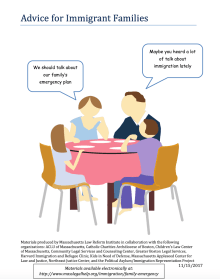 Advice for Immigrant Families
Maybe you heard a lot
of talk about
immigration lately
We should talk about
our family's
emergency plan
Materials produced by Massachusetts Law Reform Institute in collaboration with the following
organizations: ACLU of Massachusetts, Catholic Charities Archdiocese of Boston, Children's Law Center
of Massachusetts, Community Legal Services and Counseling Center, Greater Boston Legal Services,
Harvard Immigration and Refugee Clinic, Kids in Need of Defense, Massachusetts Appleseed Center for
Law and Justice, Northeast Justice Center, and the Political Asylum/Immigration Representation Project
11/15/2017
Materials available electronically at:
http://www.masslegalhelp.org/immigration/family-emergency